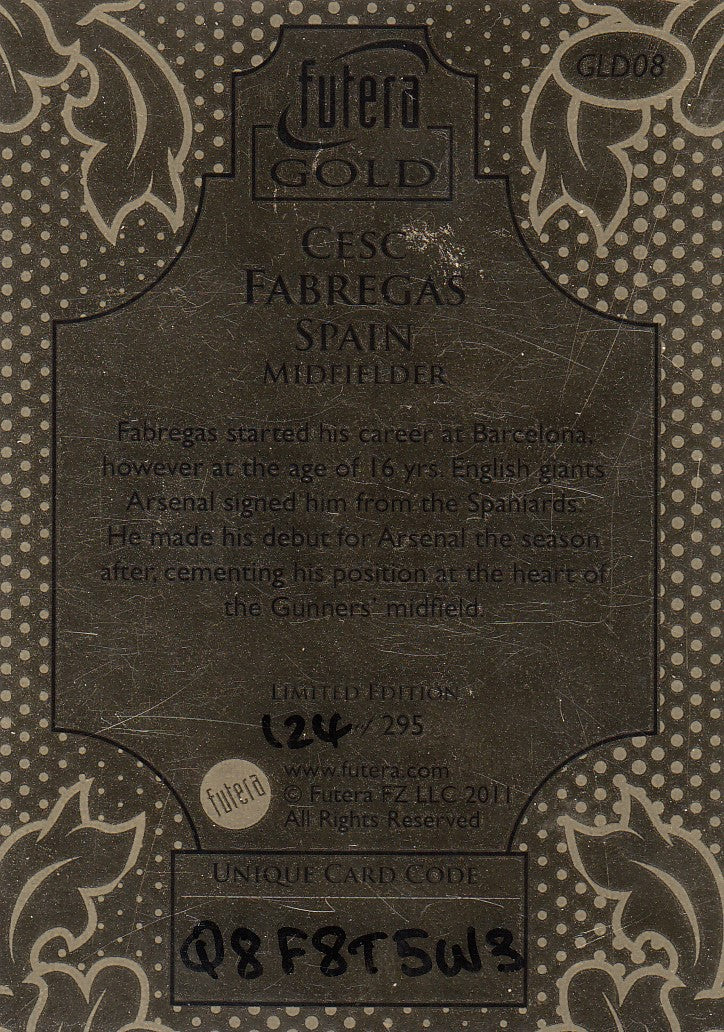 GLD08
futera
GOLD
CESC
FABREGAS
SPAIN
MIDFIELDER
Fabregas started his career at Barcelona,
however at the age of 16 yrs. English giants
Arsenal signed him from the Spaniards.
He made his debut for Arsenal the season
after, cementing his position at the heart of
the Gunners' midfield.
LIMITED EDITION
124 of 295
futera
www.futera.com
© Futera FZ LLC 2011
All Rights Reserved
UNIQUE CARD CODE
Q8F8T5W3